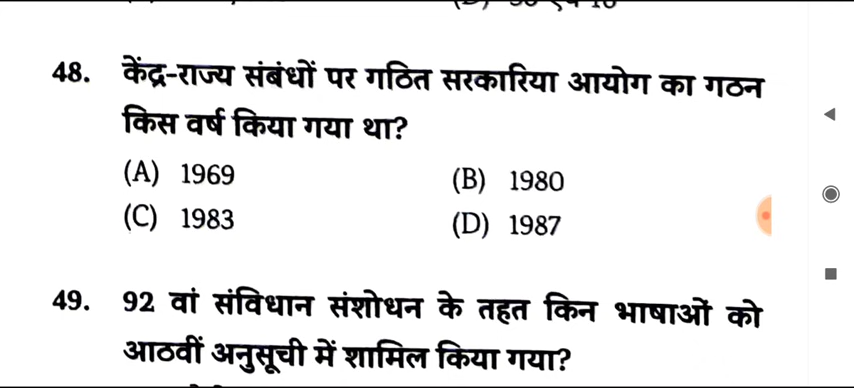 48. केंद्र-राज्य संबंधों पर गठित सरकारिया आयोग का गठन
किस वर्ष किया गया था?
(A) 1969 (B) 1980
(C) 1983 (D) 1987
49. 92 वां संविधान संशोधन के तहत किन भाषाओं को
आठवीं अनुसूची में शामिल किया गया?